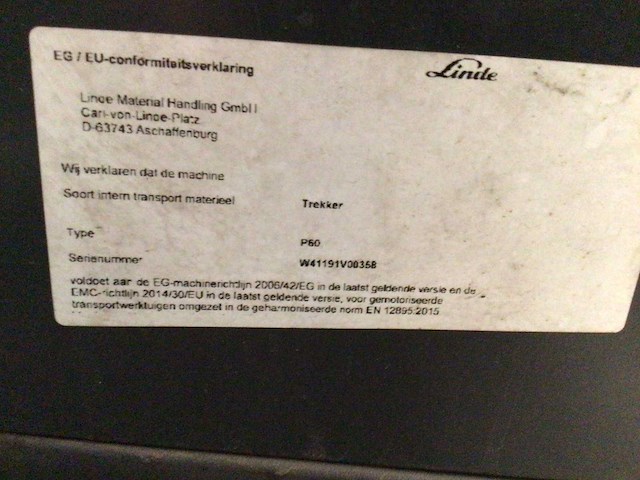 EG / EU-conformiteitsverklaring
Linde
Linde Material Handling GmbH
Carl-von-Linde-Platz
D-63743 Aschaffenburg
Wij verklaren dat de machine
Soort intern transport materieel Trekker
Type P60
Serienummer W41191V00358
voldoet aan de EG-machinerichtlijn 2006/42/EG in de laatst geldende versie en de
EMC-richtlijn 2014/30/EU in de laatst geldende versie, voor gemotoriseerde
transportwerktuigen omgezet in de geharmoniseerde norm EN 12895:2015